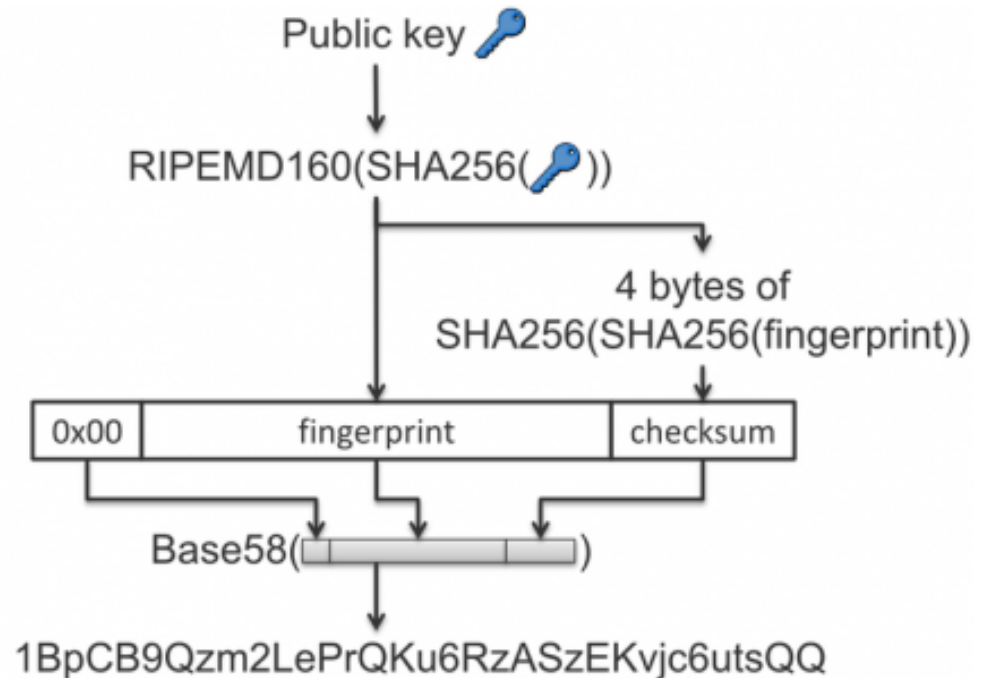 Public key
RIPEMD160(SHA256( ))
4 bytes of
SHA256(SHA256(fingerprint))
0x00 fingerprint checksum
Base58( )
1BpCB9Qzm2LePrQKu6RzASzEKvjc6utsQQ